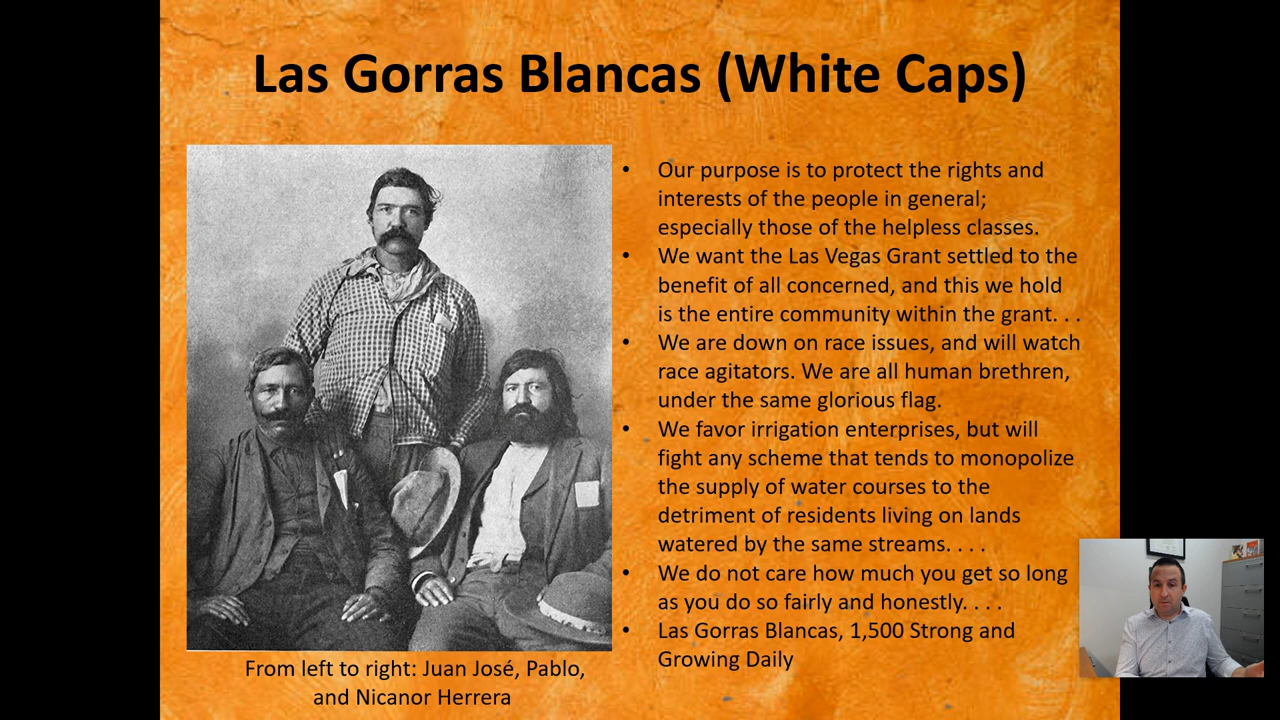 Las Gorras Blancas (White Caps)
• Our purpose is to protect the rights and
interests of the people in general;
especially those of the helpless classes.
• We want the Las Vegas Grant settled to the
benefit of all concerned, and this we hold
is the entire community within the grant. . .
• We are down on race issues, and will watch
race agitators. We are all human brethren,
under the same glorious flag.
• We favor irrigation enterprises, but will
fight any scheme that tends to monopolize
the supply of water courses to the
detriment of residents living on lands
watered by the same streams. . . .
• We do not care how much you get so long
as you do so fairly and honestly. . . .
• Las Gorras Blancas, 1,500 Strong and
Growing Daily
From left to right: Juan José, Pablo,
and Nicanor Herrera